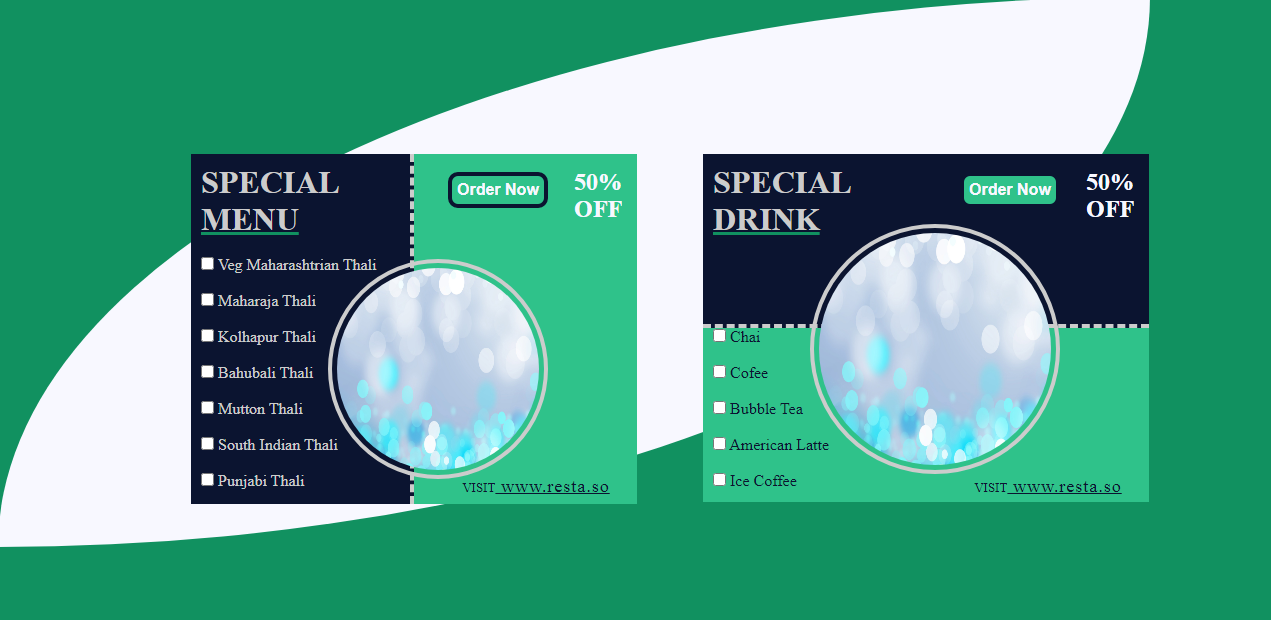 SPECIAL
MENU
Order Now
50%
OFF
Veg Maharashtrian Thali
Maharaja Thali
Kolhapur Thali
Bahubali Thali
Mutton Thali
South Indian Thali
Punjabi Thali
VISIT www.resta.so
SPECIAL
DRINK
Order Now
50%
OFF
Chai
Cofee
Bubble Tea
American Latte
Ice Coffee
VISIT www.resta.so